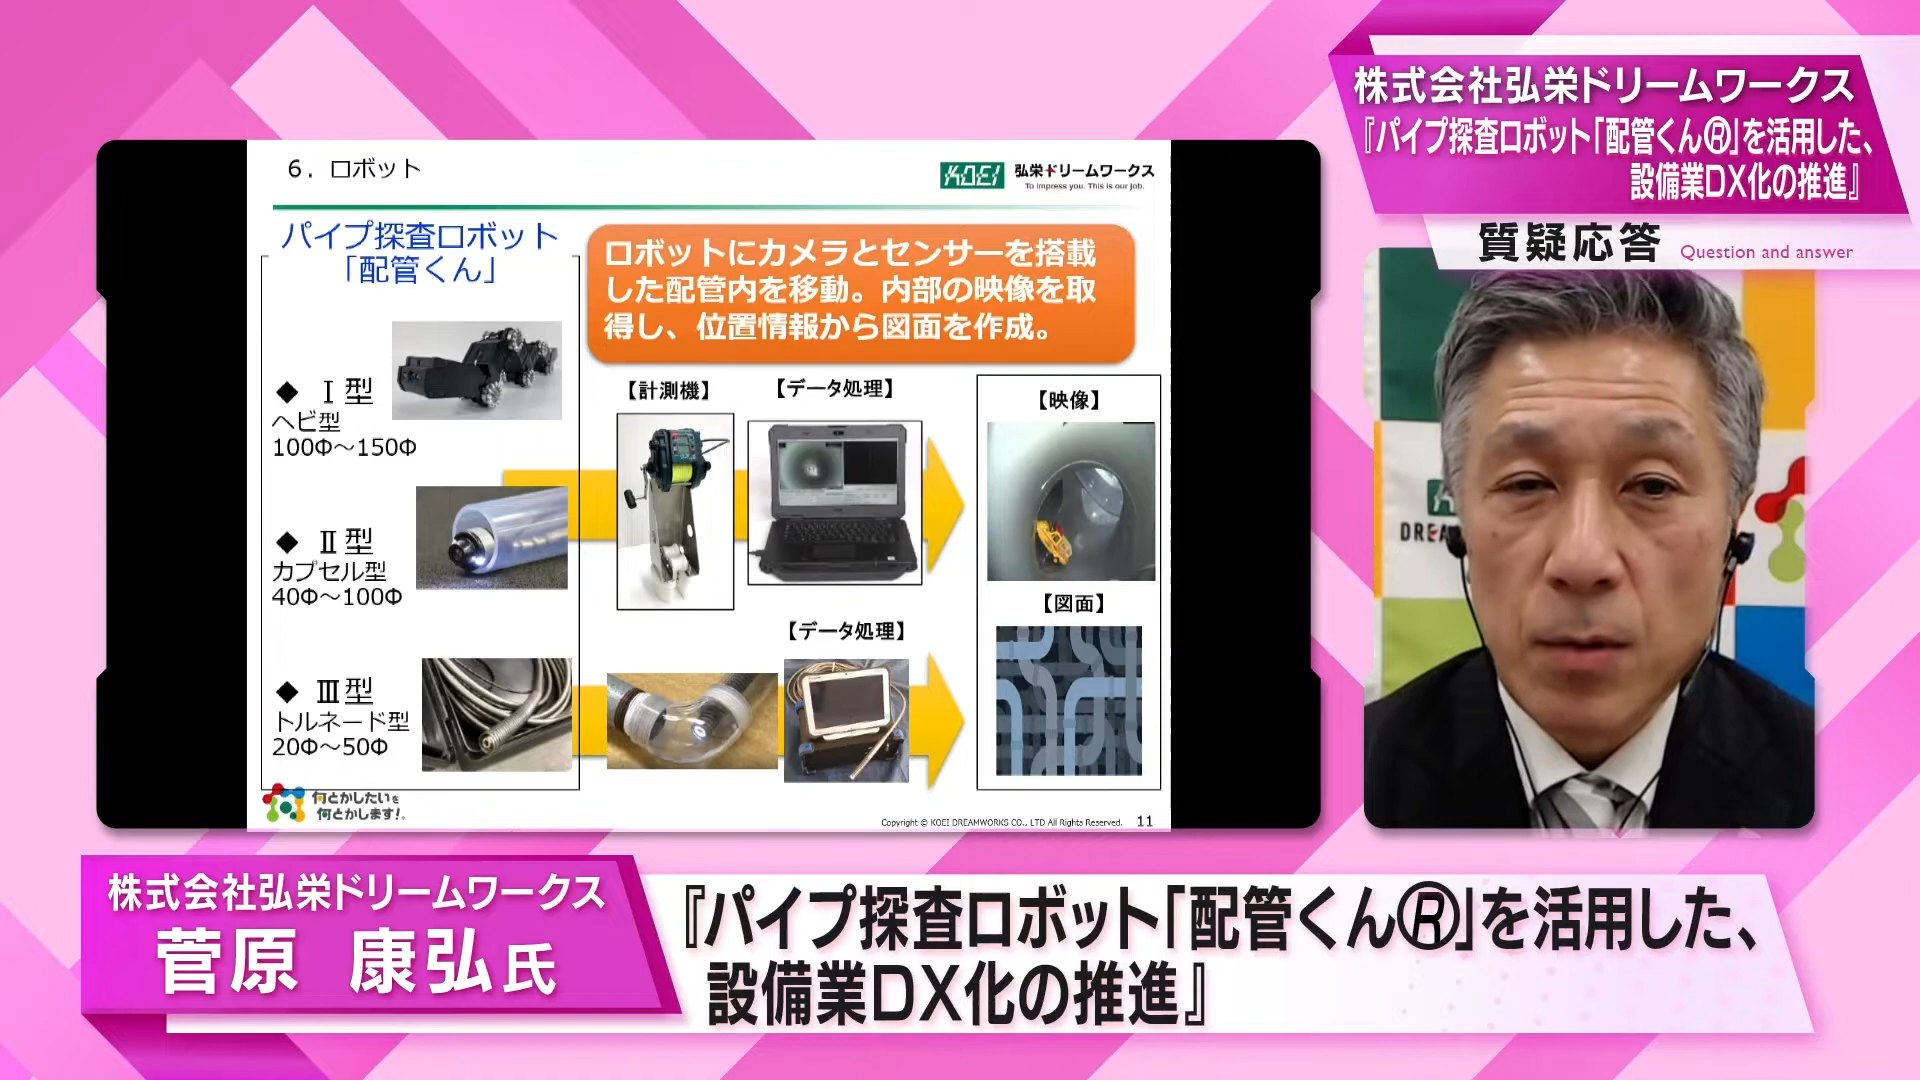 株式会社弘栄ドリームワークス
『パイプ探査ロボット「配管くん®」を活用した、
設備業DX化の推進』
質疑応答 Question and answer
6．ロボット
KOEI 弘栄ドリームワークス
To impress you. This is our job.
パイプ探査ロボット
「配管くん」
ロボットにカメラとセンサーを搭載
した配管内を移動。内部の映像を取
得し、位置情報から図面を作成。
◆ Ⅰ型
ヘビ型
100Φ～150Φ
◆ Ⅱ型
カプセル型
40Φ～100Φ
◆ Ⅲ型
トルネード型
20Φ～50Φ
【計測機】
【データ処理】
【映像】
【図面】
【データ処理】
何とかしたいを
何とかします!。
Copyright © KOEI DREAMWORKS CO., LTD All Rights Reserved. 11
株式会社弘栄ドリームワークス
菅原 康弘氏
『パイプ探査ロボット「配管くん®」を活用した、
設備業DX化の推進』